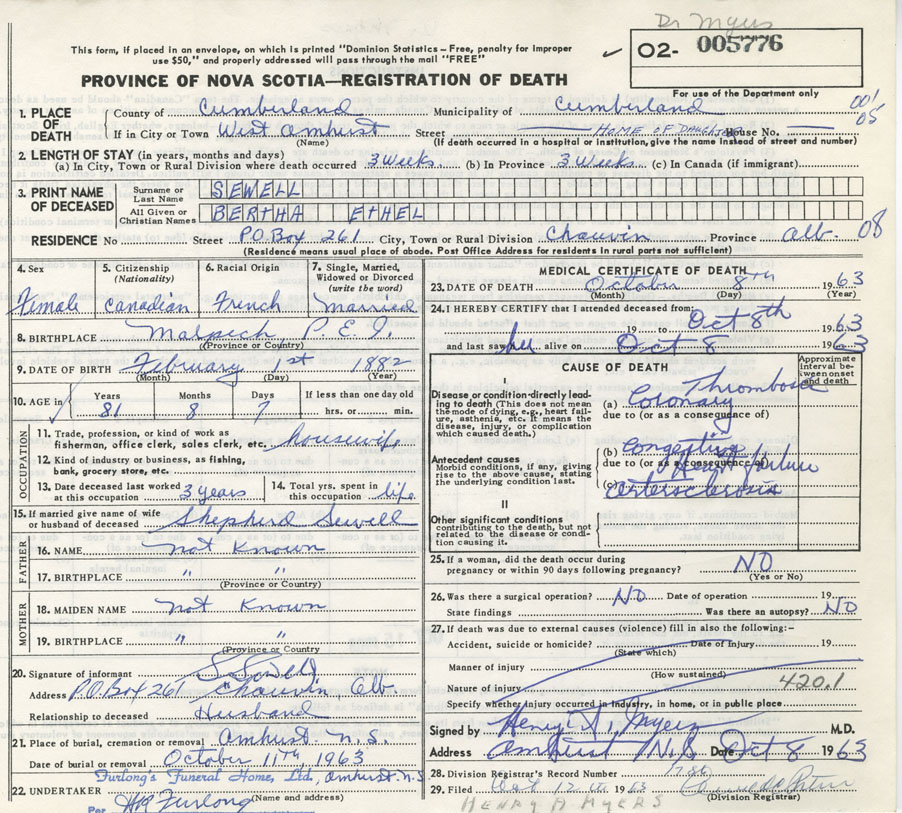 Dr Myers
This form, if placed in an envelope, on which is printed "Dominion Statistics - Free, penalty for improper
use $50," and properly addressed will pass through the mail "FREE"
02- 005776
For use of the Department only
PROVINCE OF NOVA SCOTIA—REGISTRATION OF DEATH
001
05
1. PLACE OF DEATH
County of Cumberland Municipality of Cumberland
If in City or Town West Amherst Street HOME OF DAUGHTER House No.
(Name) (If death occurred in a hospital or institution, give the name instead of street and number)
2. LENGTH OF STAY (in years, months and days)
(a) In City, Town or Rural Division where death occurred 3 Weeks (b) In Province 3 Weeks (c) In Canada (if immigrant)
3. PRINT NAME OF DECEASED
Surname or Last Name SEWELL
All Given or Christian Names BERTHA ETHEL
RESIDENCE No Street P.O Box 261 City, Town or Rural Division Chauvin Province Alb. 08
(Residence means usual place of abode. Post Office Address for residents in rural parts not sufficient)
4. Sex 5. Citizenship (Nationality) 6. Racial Origin 7. Single, Married, Widowed or Divorced (write the word)
Female Canadian French Married
8. BIRTHPLACE Malpech P.E.I.
(Province or Country)
9. DATE OF BIRTH February 1st 1882
(Month) (Day) (Year)
10. AGE in Years Months Days If less than one day old
81 8 7 hrs. or min.
OCCUPATION
11. Trade, profession or kind of work as fisherman, office clerk, sales clerk, etc. housewife
12. Kind of industry or business, as fishing, bank, grocery store, etc.
13. Date deceased last worked at this occupation 3 years
14. Total yrs. spent in this occupation life
15. If married give name of wife or husband of deceased Shepherd Sewell
FATHER
16. NAME not Known
17. BIRTHPLACE " "
(Province or Country)
MOTHER
18. MAIDEN NAME not Known
19. BIRTHPLACE " "
(Province or Country)
20. Signature of informant S Sewell
Address P.O. Box 261 Chauvin Alb.
Relationship to deceased Husband
21. Place of burial, cremation or removal Amhurst. N.S.
Date of burial or removal October 11th, 1963
Furlong's Funeral Home, Ltd., Amhurst. N.S
22. UNDERTAKER (Name and address)
Per Furlong
MEDICAL CERTIFICATE OF DEATH
23. DATE OF DEATH October 8TH 1963
(Month) (Day) (Year)
24. I HEREBY CERTIFY that I attended deceased from:
19 to Oct 8th 1963
and last saw her alive on Oct 8 1963
CAUSE OF DEATH
Approximate interval between onset and death
I
Disease or condition directly leading to death (This does not mean the mode of dying, e.g., heart failure, asthenia, etc. It means the disease, injury, or complication which caused death.)
(a) Coronary Thrombosis
due to (or as a consequence of)
Antecedent causes
Morbid conditions, if any, giving rise to the above cause, stating the underlying condition last.
(b) Congestive Heart failure
due to (or as a consequence of)
(c) Arterosclerosis
II
Other significant conditions
contributing to the death, but not related to the disease or condition causing it.
25. If a woman, did the death occur during pregnancy or within 90 days following pregnancy? NO
(Yes or No)
26. Was there a surgical operation? NO Date of operation 19
State findings Was there an autopsy? NO
27. If death was due to external causes (violence) fill in also the following:-
Accident, suicide or homicide? Date of Injury 19
(State which)
Manner of injury
(How sustained)
Nature of injury 420.1
Specify whether injury occurred in industry, in home, or in public place
Signed by Henry A. Myers M.D.
Address Amhurst N.S Date Oct 8 1963
28. Division Registrar's Record Number
29. Filed Oct 12th 1963
(Division Registrar)
HENRY A MYERS